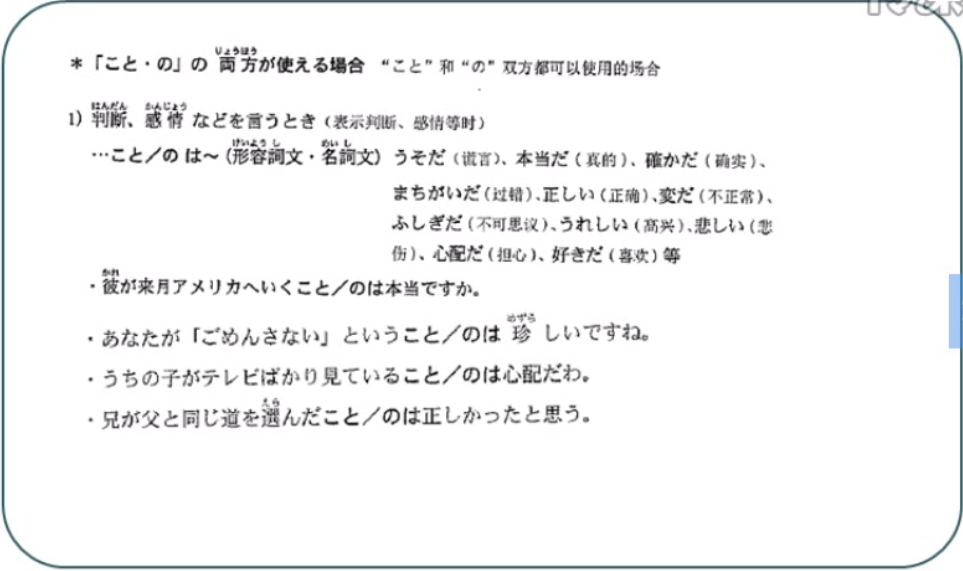 ＊「こと・の」の 両方が使える場合 “こと”和“の”双方都可以使用的场合
1) 判断、感情 などを言うとき（表示判断、感情等时）
…こと／の は～（形容詞文・名詞文）うそだ（谎言）、本当だ（真的）、確かだ（确实）、
まちがいだ（过错）、正しい（正确）、変だ（不正常）、
ふしぎだ（不可思议）、うれしい（高兴）、悲しい（悲
伤）、心配だ（担心）、好きだ（喜欢）等
・彼が来月アメリカへいくこと／のは本当ですか。
・あなたが「ごめんさない」ということ／のは 珍 しいですね。
・うちの子がテレビばかり見ていること／のは心配だわ。
・兄が父と同じ道を選んだこと／のは正しかったと思う。